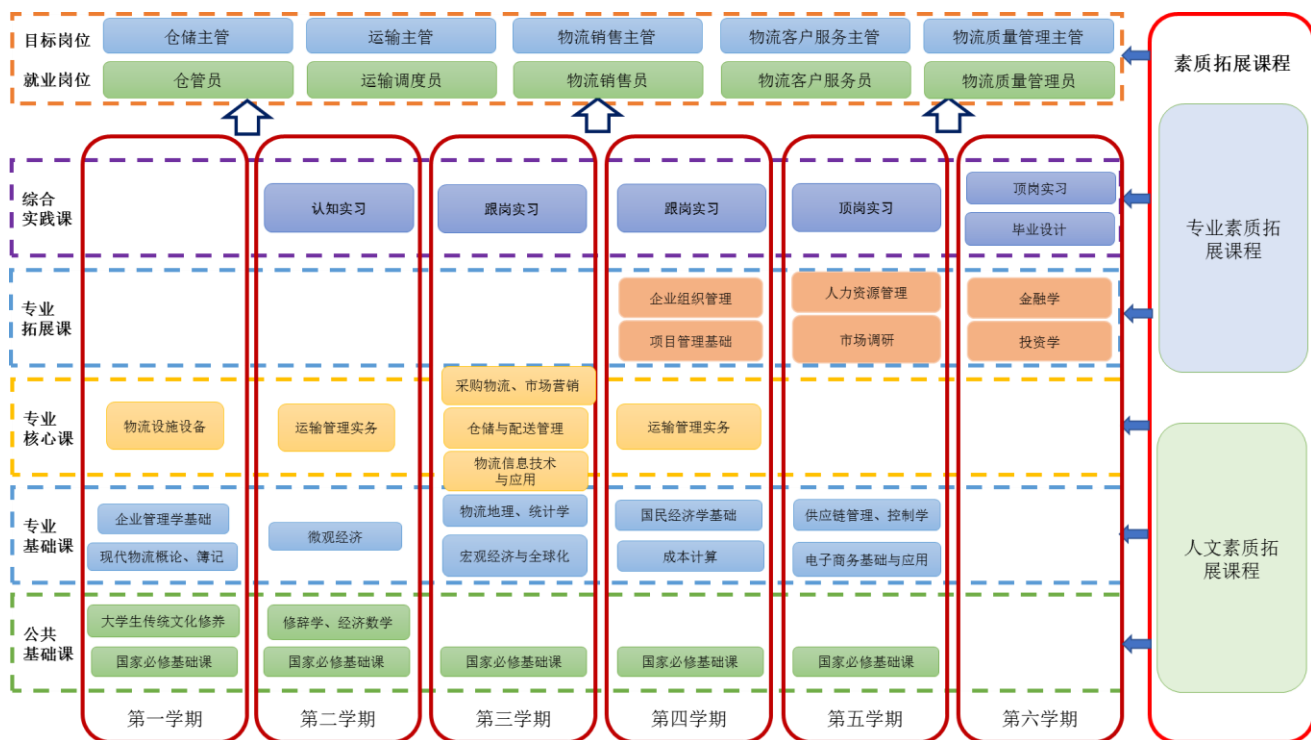 目标岗位
仓储主管
运输主管
物流销售主管
物流客户服务主管
物流质量管理主管
就业岗位
仓管员
运输调度员
物流销售员
物流客户服务员
物流质量管理员
素质拓展课程
综合
实践课
认知实习
跟岗实习
跟岗实习
顶岗实习
顶岗实习
毕业设计
专业素质拓
展课程
专业
拓展课
企业组织管理
项目管理基础
人力资源管理
市场调研
金融学
投资学
专业
核心课
物流设施设备
运输管理实务
采购物流、市场营销
仓储与配送管理
物流信息技术
与应用
运输管理实务
专业
基础课
企业管理学基础
现代物流概论、簿记
微观经济
物流地理、统计学
宏观经济与全球化
国民经济学基础
成本计算
供应链管理、控制学
电子商务基础与应用
人文素质拓
展课程
公共
基础课
大学生传统文化修养
国家必修基础课
修辞学、经济数学
国家必修基础课
国家必修基础课
国家必修基础课
国家必修基础课
第一学期
第二学期
第三学期
第四学期
第五学期
第六学期